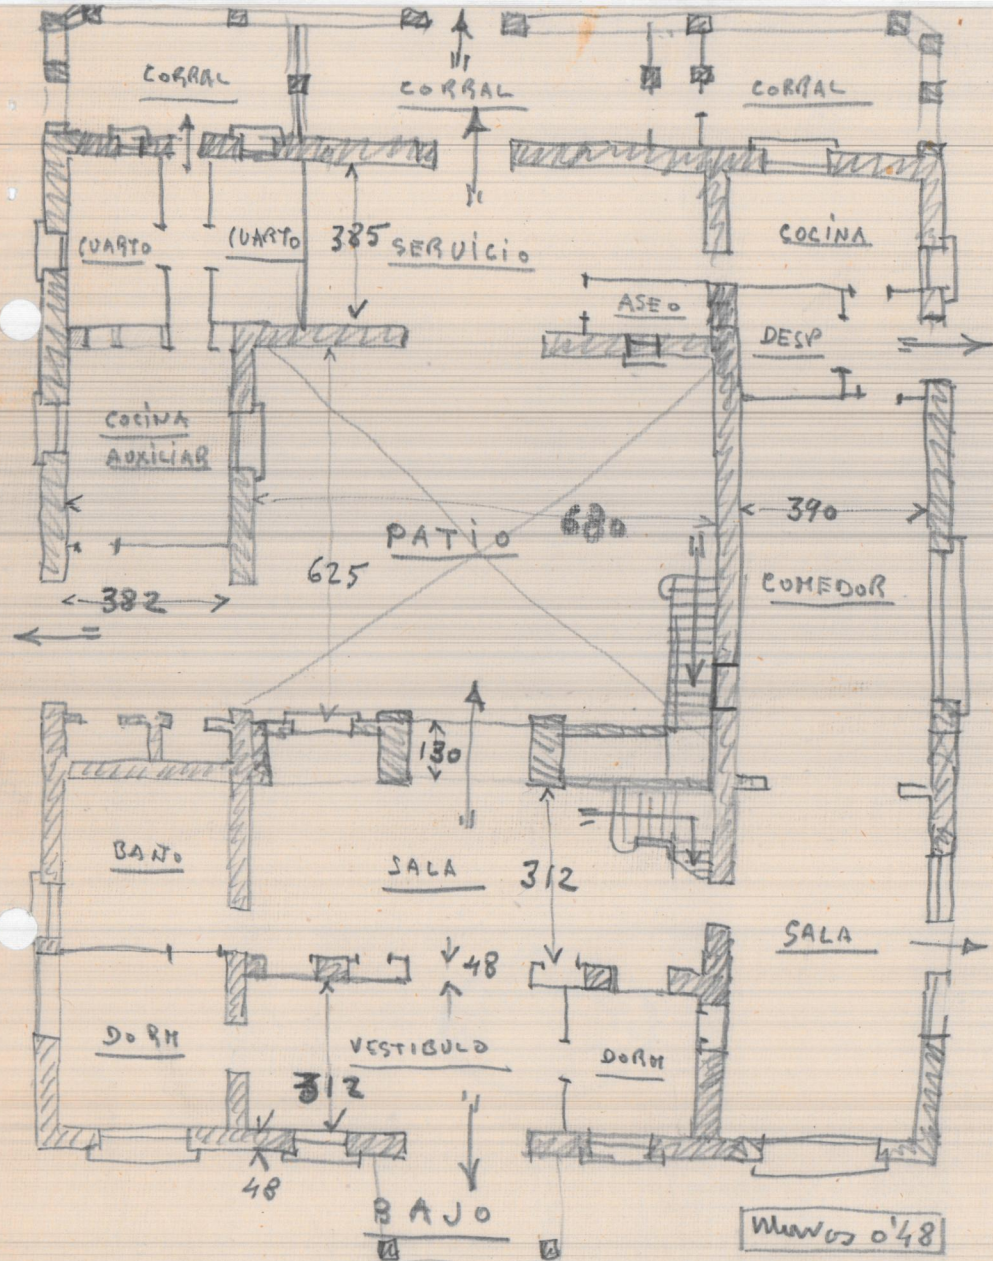 CORRAL
CORRAL
CORRAL
CUARTO
CUARTO
385
SERVICIO
COCINA
ASEO
DESP
COCINA
AUXILIAR
PATIO
680
390
625
COMEDOR
382
130
BAÑO
SALA
312
SALA
48
DORM
VESTIBULO
DORM
312
48
BAJO
Muros 0'48